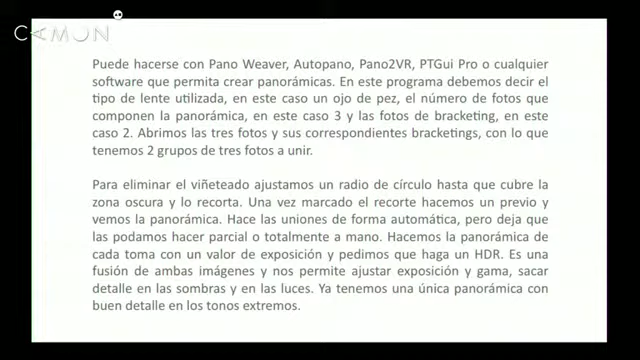 CAMON
Puede hacerse con Pano Weaver, Autopano, Pano2VR, PTGui Pro o cualquier
software que permita crear panorámicas. En este programa debemos decir el
tipo de lente utilizada, en este caso un ojo de pez, el número de fotos que
componen la panorámica, en este caso 3 y las fotos de bracketing, en este
caso 2. Abrimos las tres fotos y sus correspondientes bracketings, con lo que
tenemos 2 grupos de tres fotos a unir.
Para eliminar el viñeteado ajustamos un radio de círculo hasta que cubre la
zona oscura y lo recorta. Una vez marcado el recorte hacemos un previo y
vemos la panorámica. Hace las uniones de forma automática, pero deja que
las podamos hacer parcial o totalmente a mano. Hacemos la panorámica de
cada toma con un valor de exposición y pedimos que haga un HDR. Es una
fusión de ambas imágenes y nos permite ajustar exposición y gama, sacar
detalle en las sombras y en las luces. Ya tenemos una única panorámica con
buen detalle en los tonos extremos.